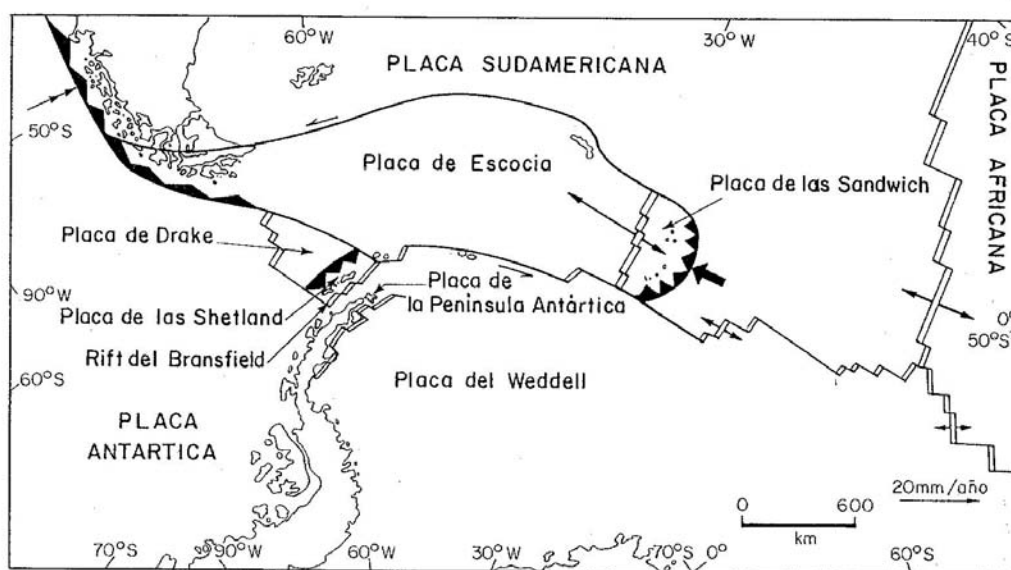 60°W
30°W
40°S
PLACA SUDAMERICANA
PLACA AFRICANA
50°S
Placa de Escocia
Placa de las Sandwich
Placa de Drake
Placa de
la Península Antàrtica
90°W
Placa de las Shetland
0°
50°S
Rift del Bransfield
60°S
Placa del Weddell
PLACA
ANTARTICA
20mm/año
0 600
km
70°S
90°W
60°W
30°W
70°S
0°
60°S